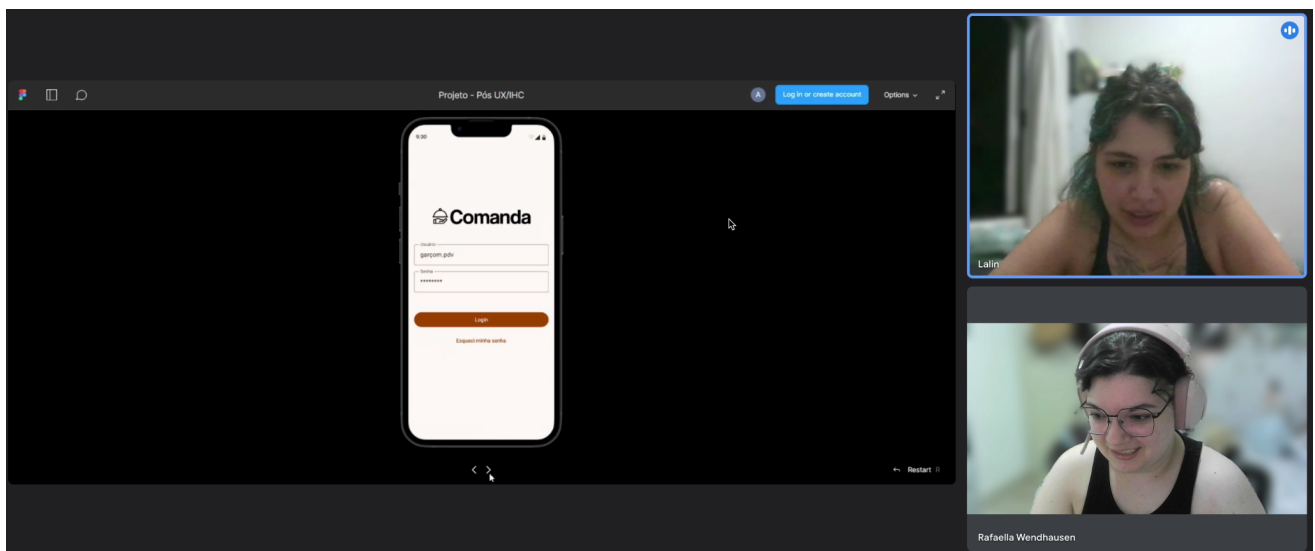 Projeto - Pós UX/IHC
A
Log in or create account
Options
9:30
Comanda
Usuário
garçom.pdv
Senha
********
Login
Esqueci minha senha
Restart R
Lalin
Rafaella Wendhausen